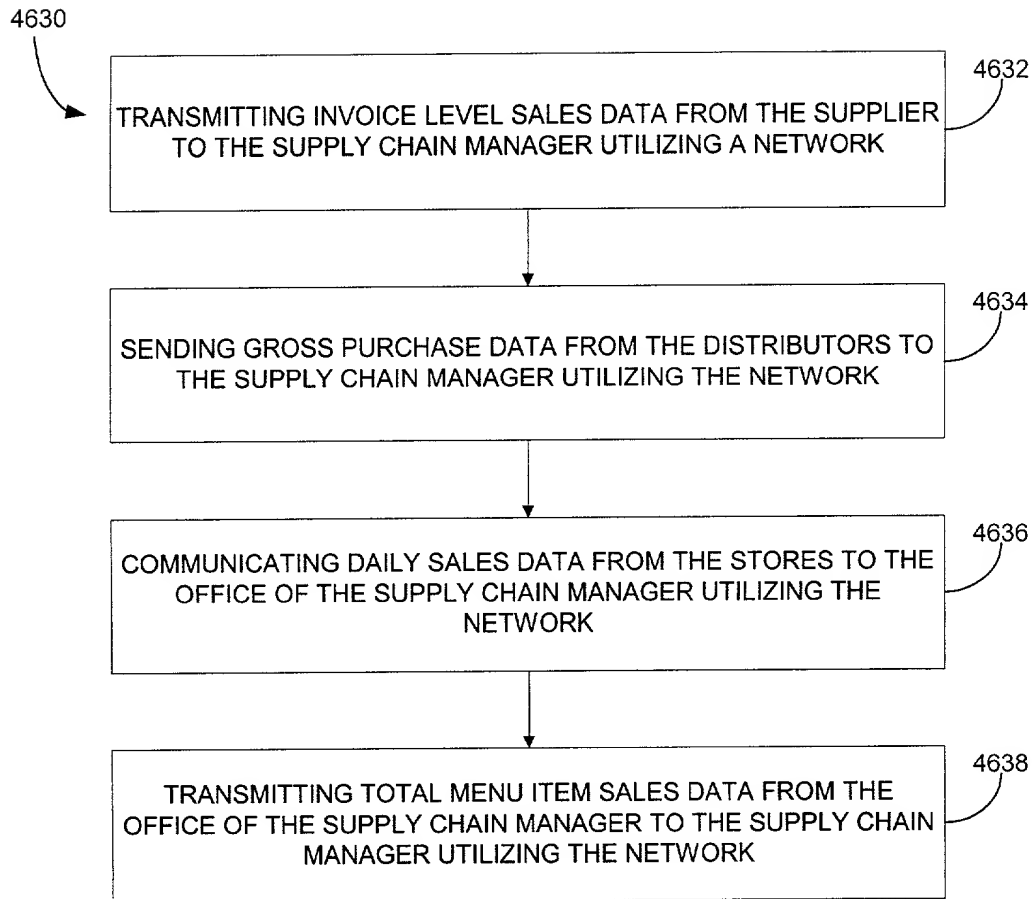 4630
4632
TRANSMITTING INVOICE LEVEL SALES DATA FROM THE SUPPLIER
TO THE SUPPLY CHAIN MANAGER UTILIZING A NETWORK
4634
SENDING GROSS PURCHASE DATA FROM THE DISTRIBUTORS TO
THE SUPPLY CHAIN MANAGER UTILIZING THE NETWORK
4636
COMMUNICATING DAILY SALES DATA FROM THE STORES TO THE
OFFICE OF THE SUPPLY CHAIN MANAGER UTILIZING THE
NETWORK
4638
TRANSMITTING TOTAL MENU ITEM SALES DATA FROM THE
OFFICE OF THE SUPPLY CHAIN MANAGER TO THE SUPPLY CHAIN
MANAGER UTILIZING THE NETWORK